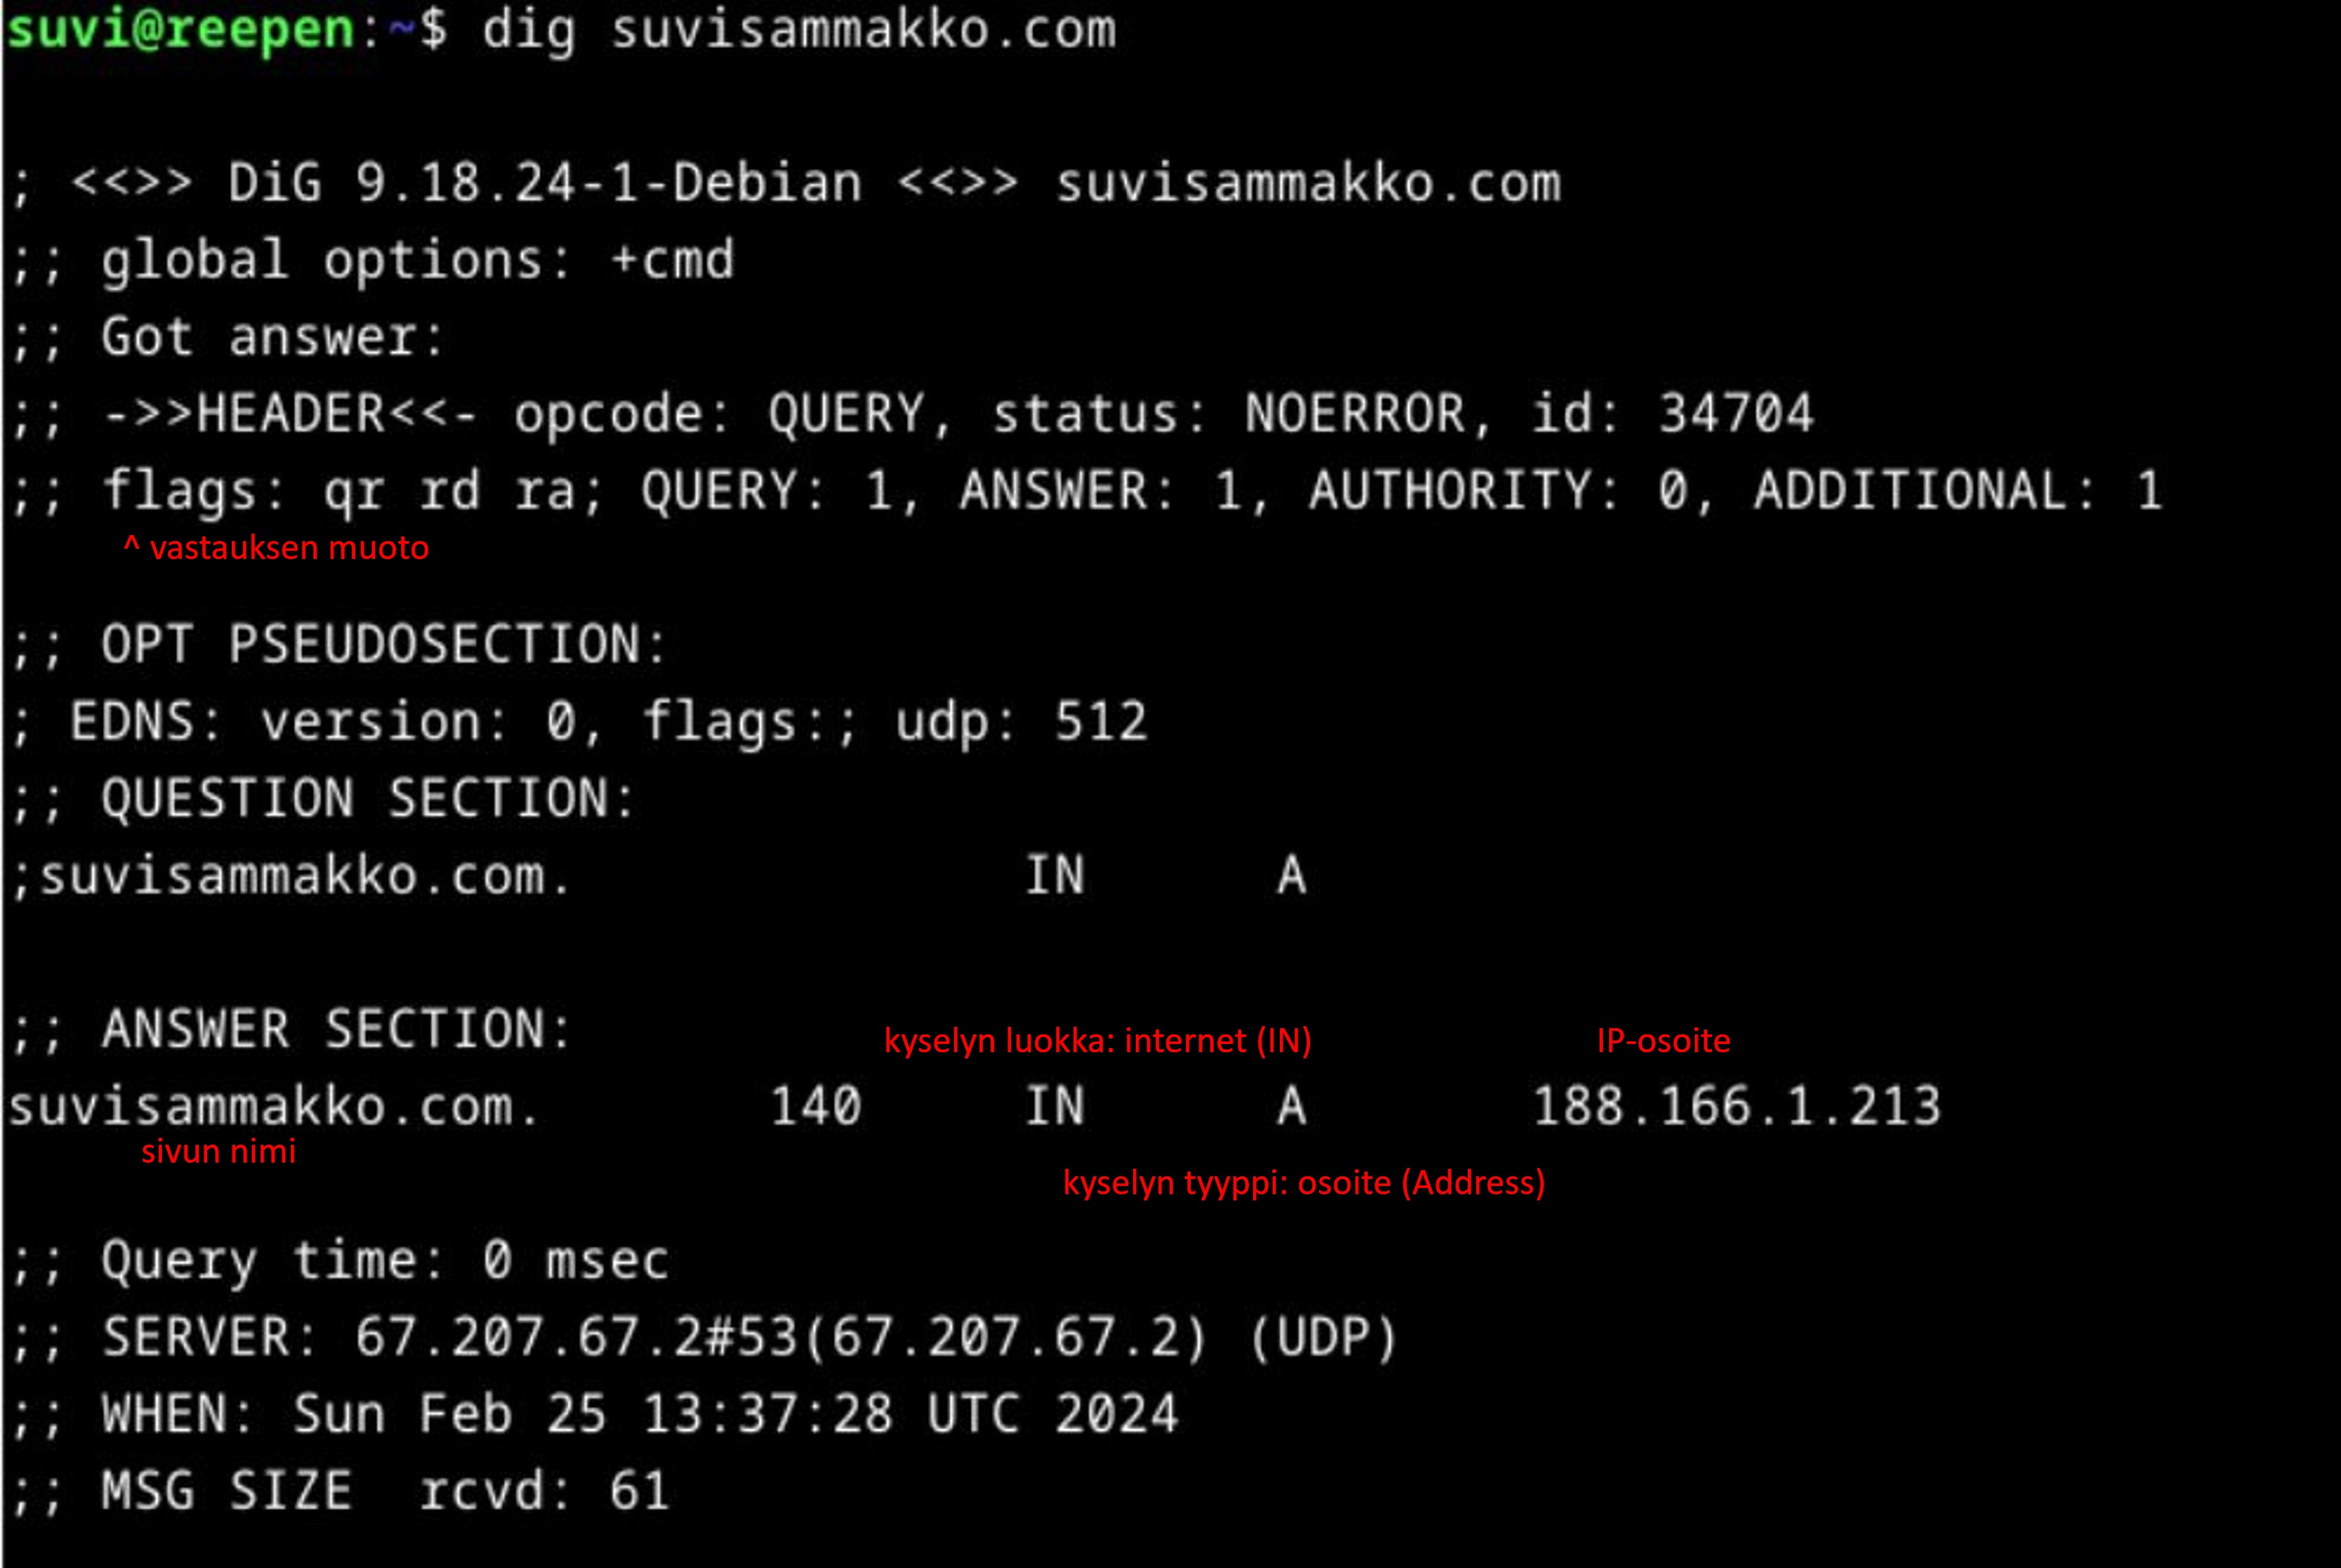 suvi@reepen:~$ dig suvisammakko.com
; <<>> DiG 9.18.24-1-Debian <<>> suvisammakko.com
;; global options: +cmd
;; Got answer:
;; ->>HEADER<<- opcode: QUERY, status: NOERROR, id: 34704
;; flags: qr rd ra; QUERY: 1, ANSWER: 1, AUTHORITY: 0, ADDITIONAL: 1
^ vastauksen muoto
;; OPT PSEUDOSECTION:
; EDNS: version: 0, flags:; udp: 512
;; QUESTION SECTION:
;suvisammakko.com. IN A
;; ANSWER SECTION:
kyselyn luokka: internet (IN) IP-osoite
suvisammakko.com. 140 IN A 188.166.1.213
sivun nimi
kyselyn tyyppi: osoite (Address)
;; Query time: 0 msec
;; SERVER: 67.207.67.2#53(67.207.67.2) (UDP)
;; WHEN: Sun Feb 25 13:37:28 UTC 2024
;; MSG SIZE  rcvd: 61